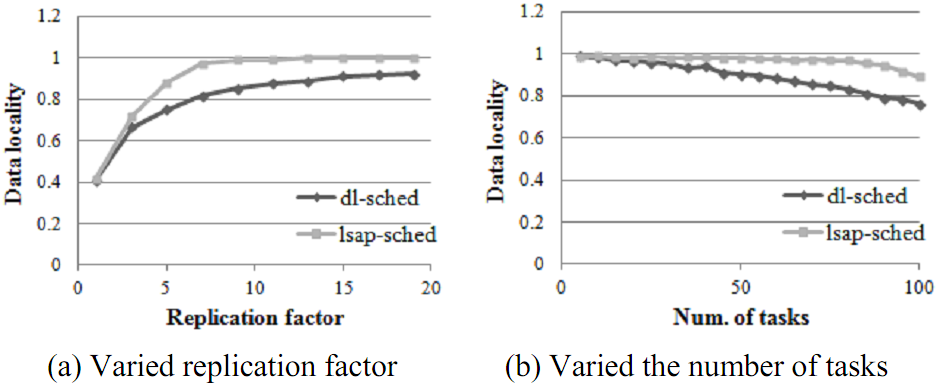 1.2
1
0.8
0.6
0.4
0.2
0
Data locality
dl-sched
lsap-sched
0 5 10 15 20
Replication factor
(a) Varied replication factor
1.2
1
0.8
0.6
0.4
0.2
0
Data locality
dl-sched
lsap-sched
0 50 100
Num. of tasks
(b) Varied the number of tasks